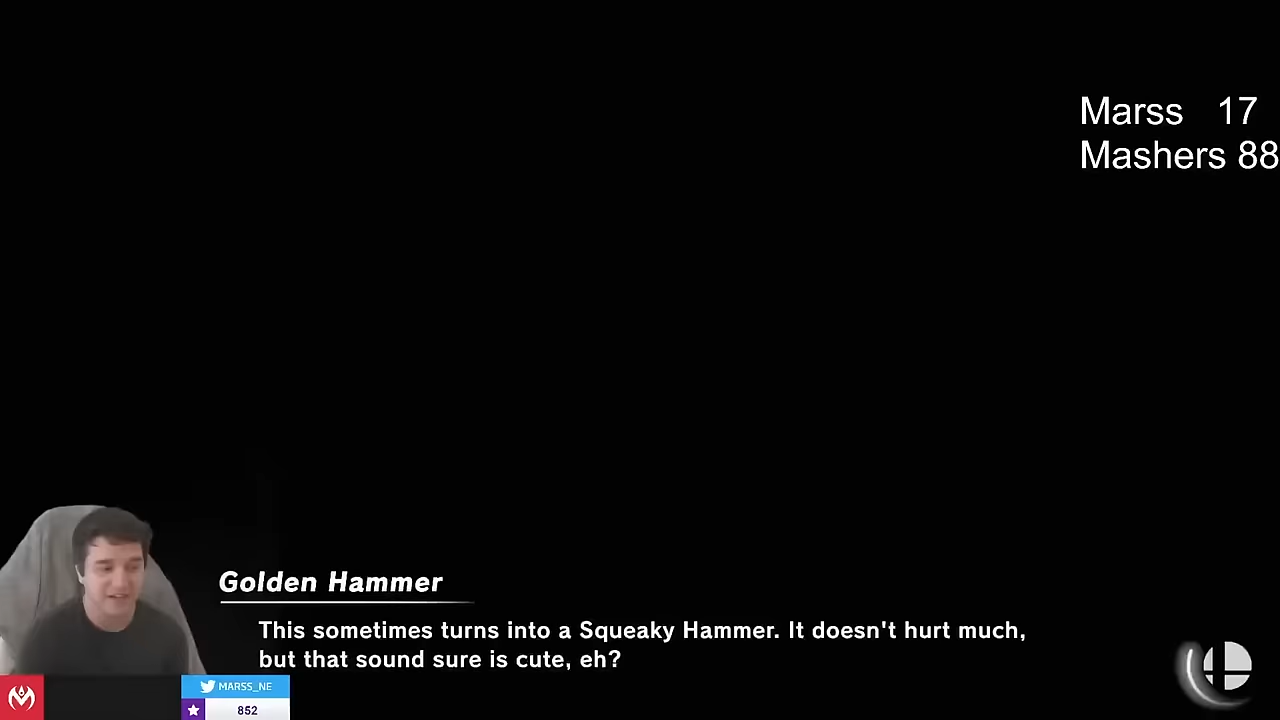 Marss 17
Mashers 88
Golden Hammer
This sometimes turns into a Squeaky Hammer. It doesn't hurt much,
but that sound sure is cute, eh?
MARSS_NE
852